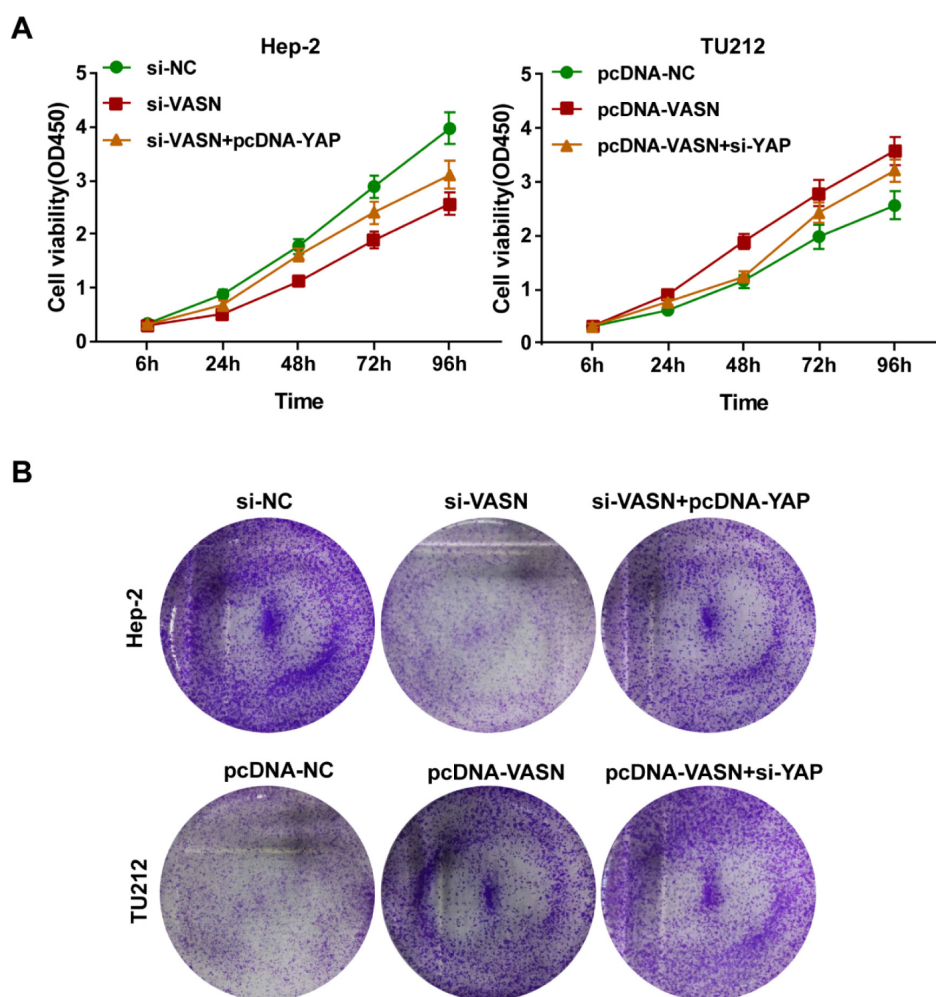 A
Hep-2
si-NC
si-VASN
si-VASN+pcDNA-YAP
Cell viability(OD450)
5
4
3
2
1
0
6h 24h 48h 72h 96h
Time
TU212
pcDNA-NC
pcDNA-VASN
pcDNA-VASN+si-YAP
Cell viability(OD450)
5
4
3
2
1
0
6h 24h 48h 72h 96h
Time
B
si-NC si-VASN si-VASN+pcDNA-YAP
Hep-2
pcDNA-NC pcDNA-VASN pcDNA-VASN+si-YAP
TU212